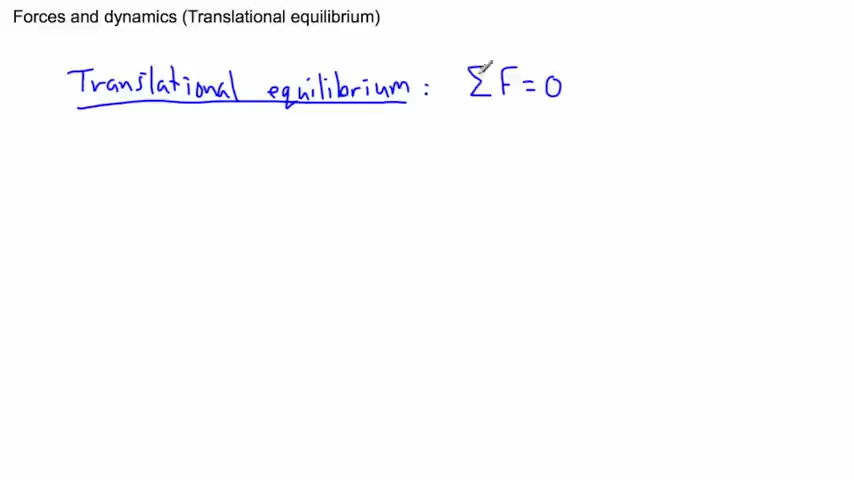 Forces and dynamics (Translational equilibrium)
Translational equilibrium : ΣF = 0